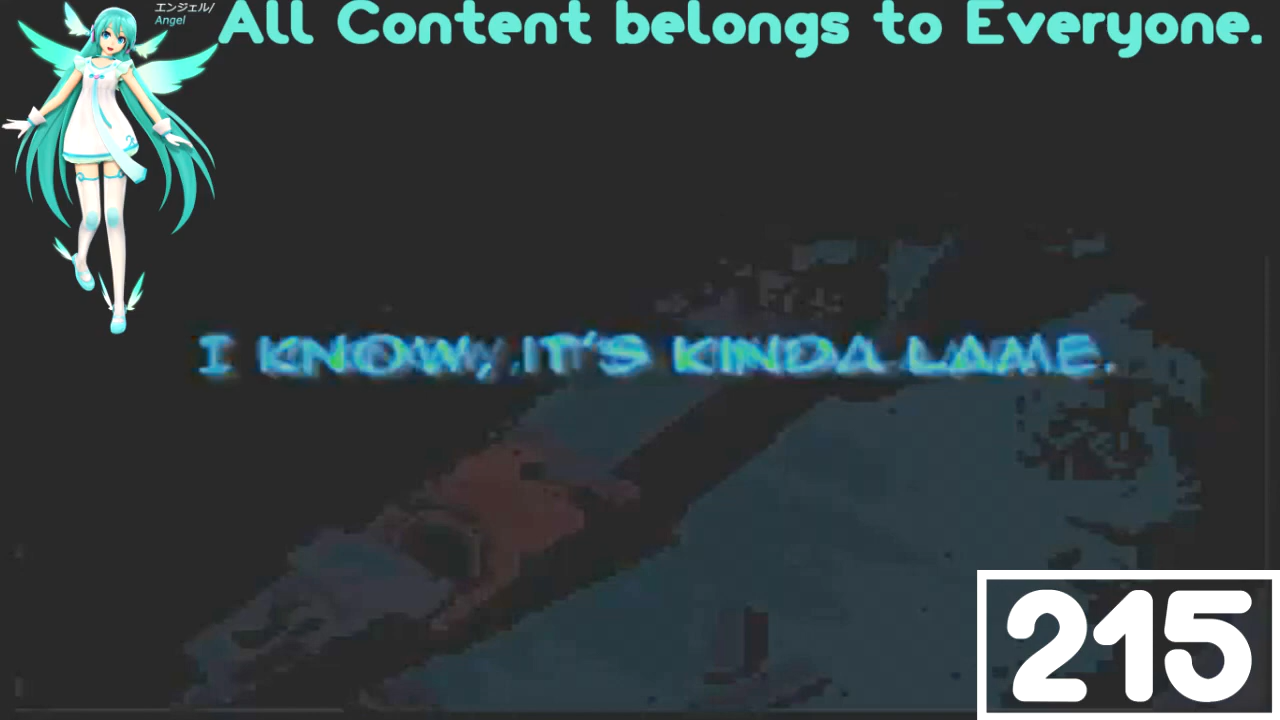 エンジェル/
Angel
All Content belongs to Everyone.
I KNOW, IT'S KINDA LAME.
215